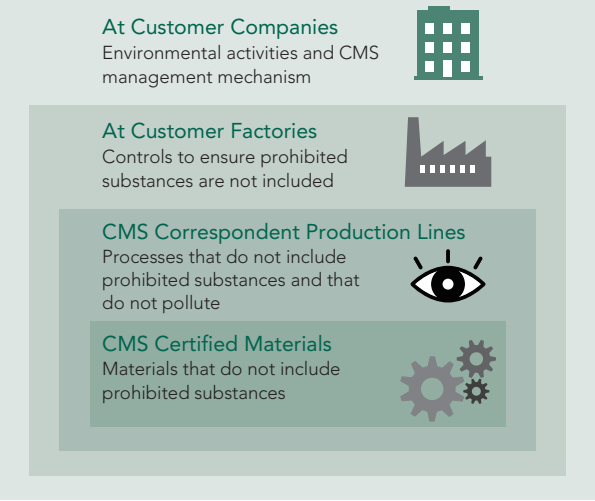 At Customer Companies
Environmental activities and CMS
management mechanism
At Customer Factories
Controls to ensure prohibited
substances are not included
CMS Correspondent Production Lines
Processes that do not include
prohibited substances and that
do not pollute
CMS Certified Materials
Materials that do not include
prohibited substances